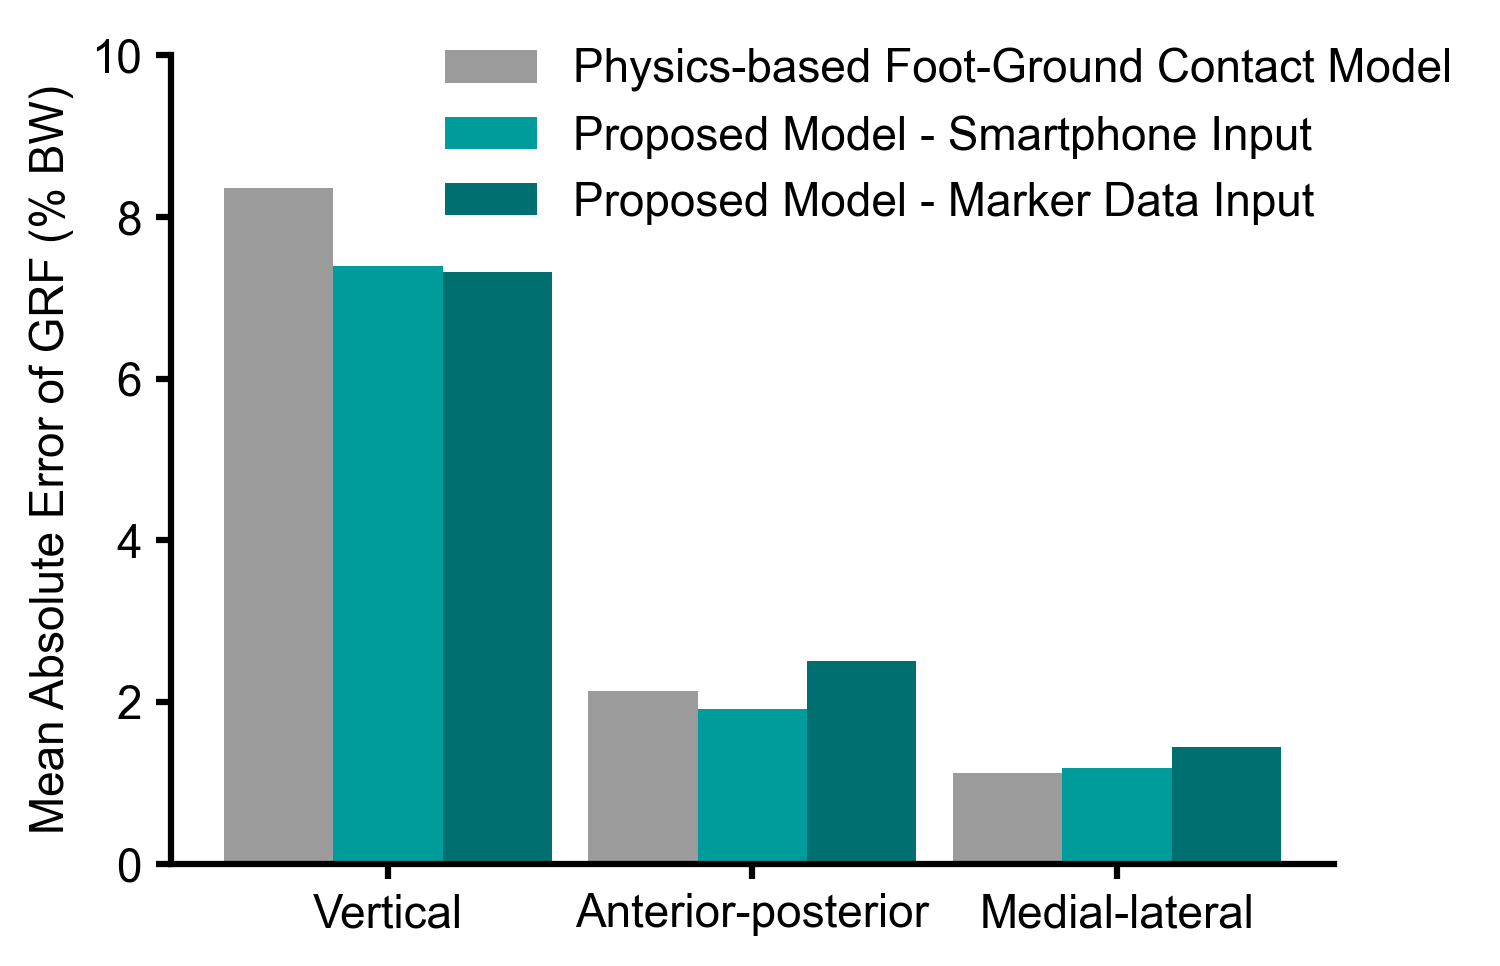 Physics-based Foot-Ground Contact Model
Proposed Model - Smartphone Input
Proposed Model - Marker Data Input
Mean Absolute Error of GRF (% BW)
10
8
6
4
2
0
Vertical
Anterior-posterior
Medial-lateral